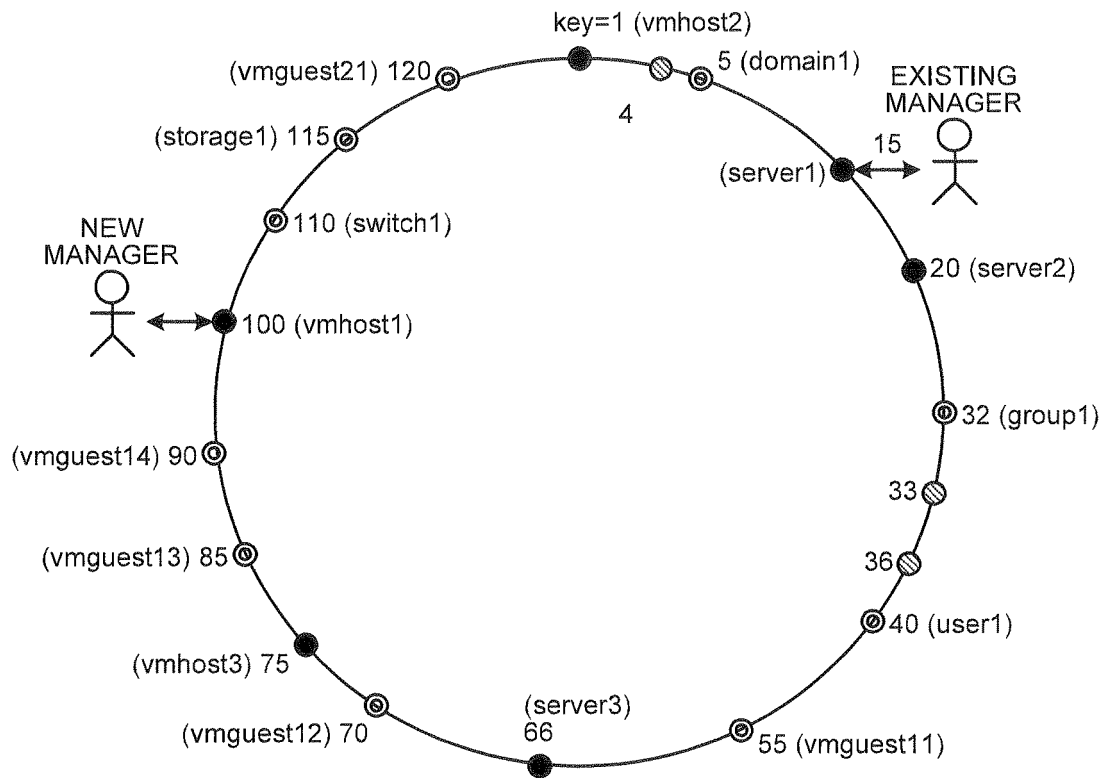 key=1 (vmhost2)
(vmguest21) 120
5 (domain1)
EXISTING
MANAGER
4
(storage1) 115
15
(server1)
110 (switch1)
NEW
MANAGER
20 (server2)
100 (vmhost1)
32 (group1)
(vmguest14) 90
33
(vmguest13) 85
36
40 (user1)
(vmhost3) 75
(server3)
66
(vmguest12) 70
55 (vmguest11)